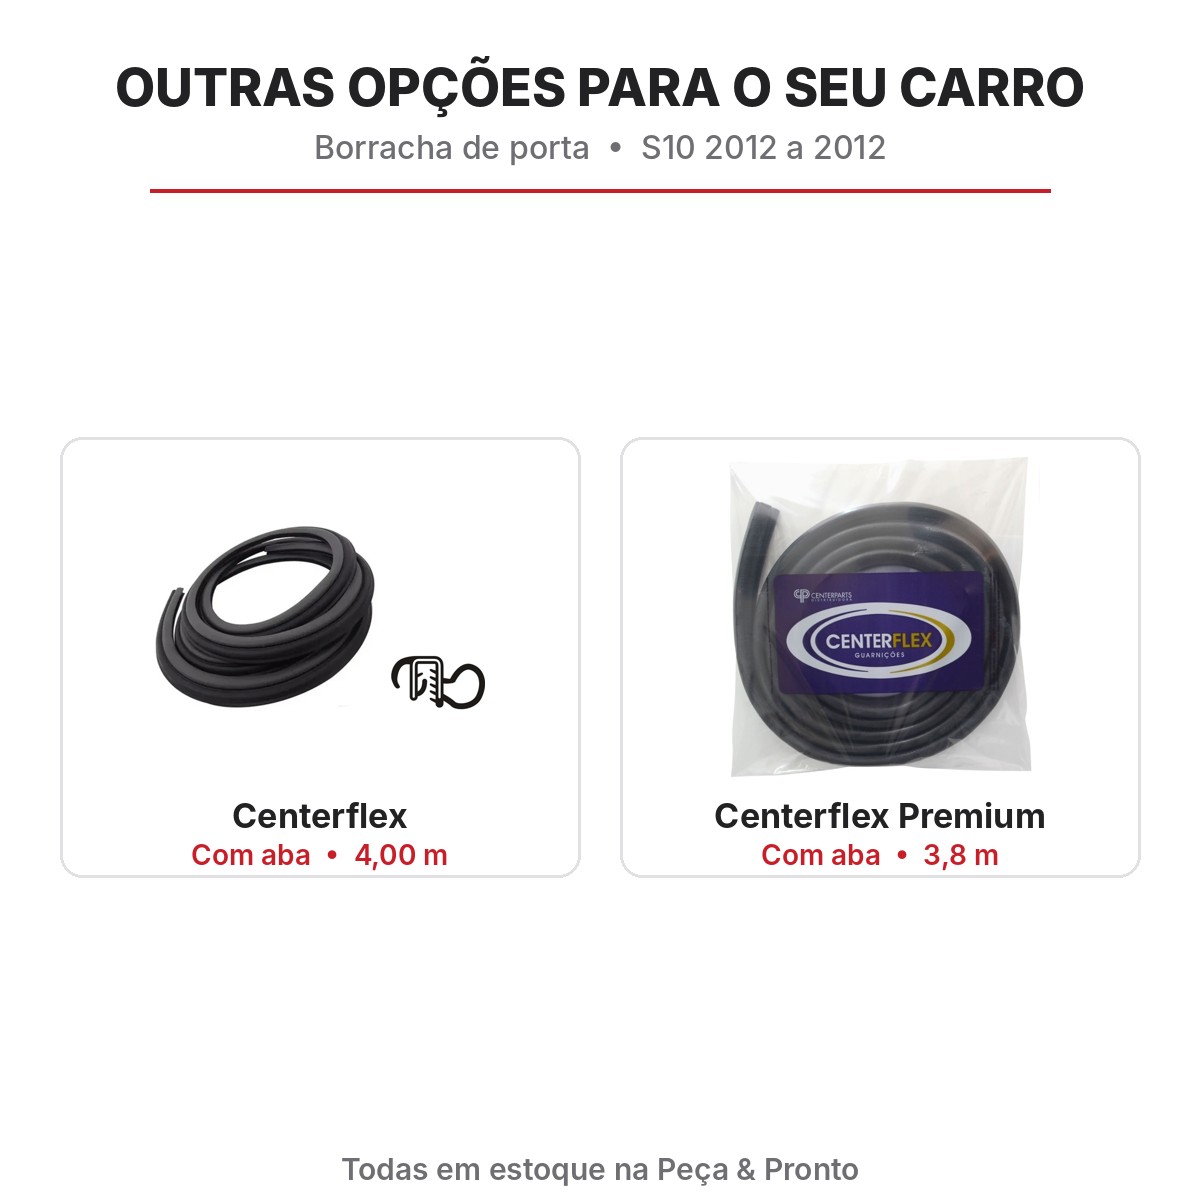 OUTRAS OPÇÕES PARA O SEU CARRO
Borracha de porta • S10 2012 a 2012
CENTERPARTS
DISTRIBUIDORA
CENTERFLEX
GUARNIÇÕES
Centerflex
Com aba • 4,00 m
Centerflex Premium
Com aba • 3,8 m
Todas em estoque na Peça & Pronto